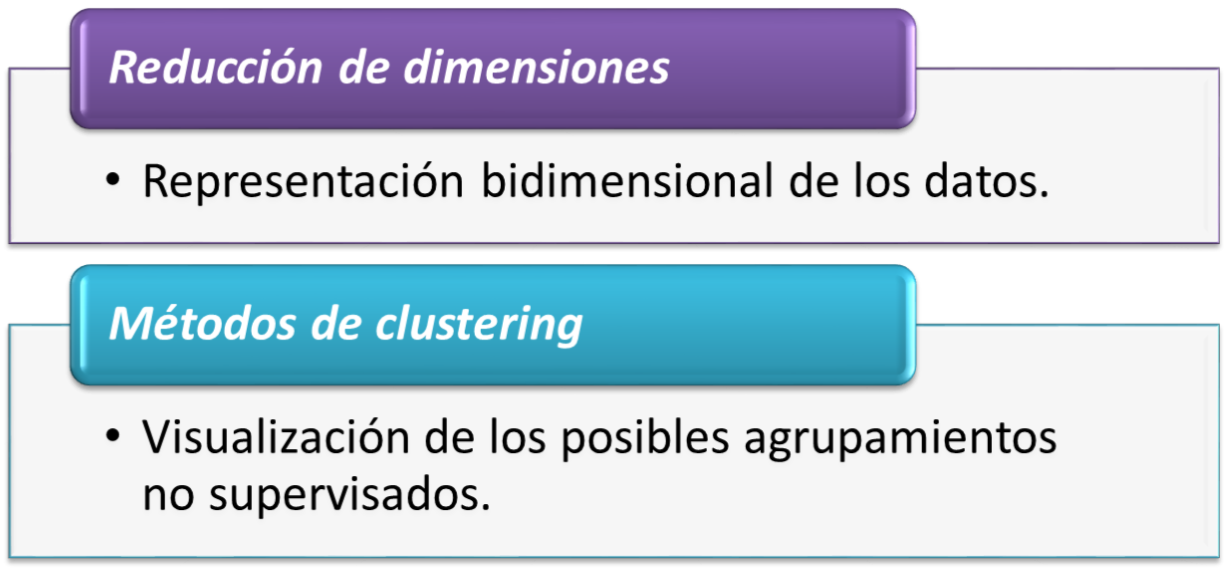 Reducción de dimensiones
• Representación bidimensional de los datos.
Métodos de clustering
• Visualización de los posibles agrupamientos
no supervisados.